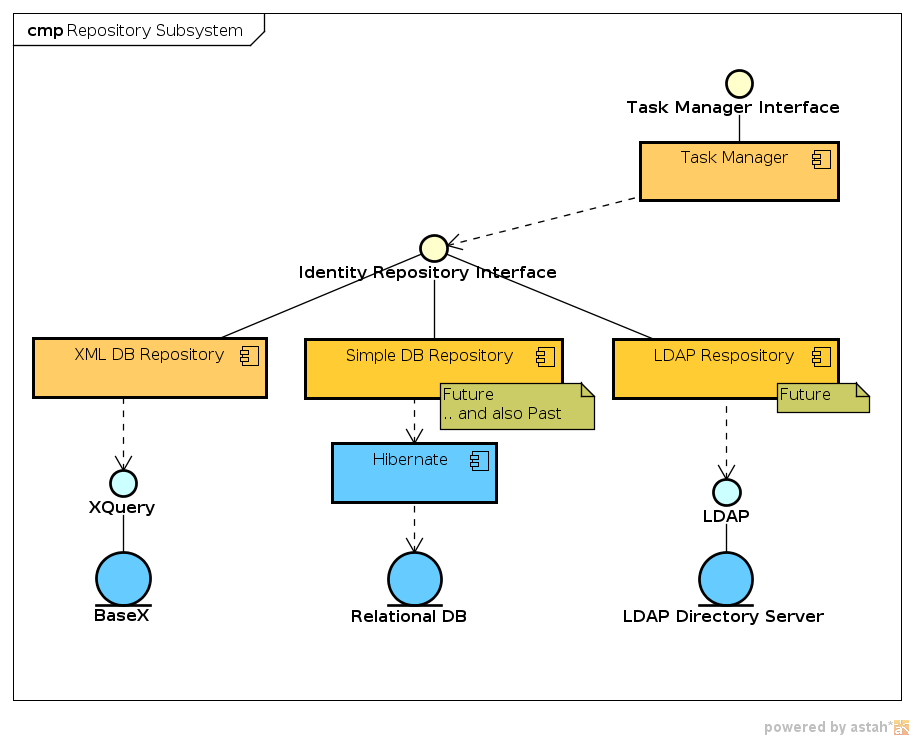 cmp Repository Subsystem
Task Manager Interface
Task Manager
Identity Repository Interface
XML DB Repository
Simple DB Repository
LDAP Respository
Future
.. and also Past
Future
Hibernate
XQuery
LDAP
BaseX
Relational DB
LDAP Directory Server
powered by astah*